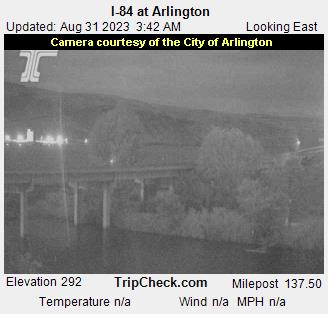 I-84 at Arlington
Updated: Aug 31 2023 3:42 AM Looking East
Camera courtesy of the City of Arlington
Elevation 292 TripCheck.com Milepost 137.50
Temperature n/a Wind n/a MPH n/a